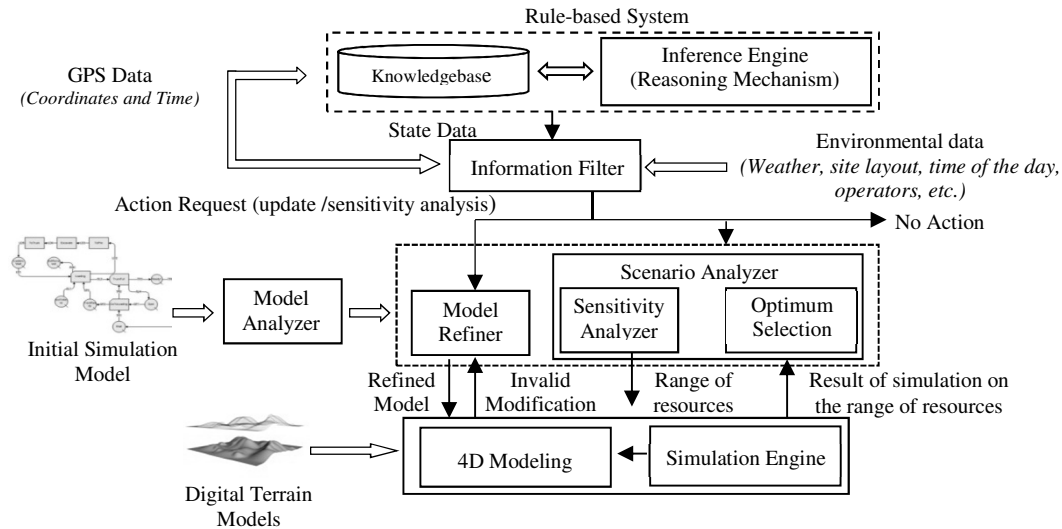 Rule-based System
GPS Data
(Coordinates and Time)
Knowledgebase
Inference Engine
(Reasoning Mechanism)
State Data
Information Filter
Environmental data
(Weather, site layout, time of the day,
operators, etc.)
Action Request (update /sensitivity analysis)
No Action
Initial Simulation
Model
Model
Analyzer
Model
Refiner
Scenario Analyzer
Sensitivity
Analyzer
Optimum
Selection
Refined
Model
Invalid
Modification
Range of
resources
Result of simulation on
the range of resources
4D Modeling
Simulation Engine
Digital Terrain
Models